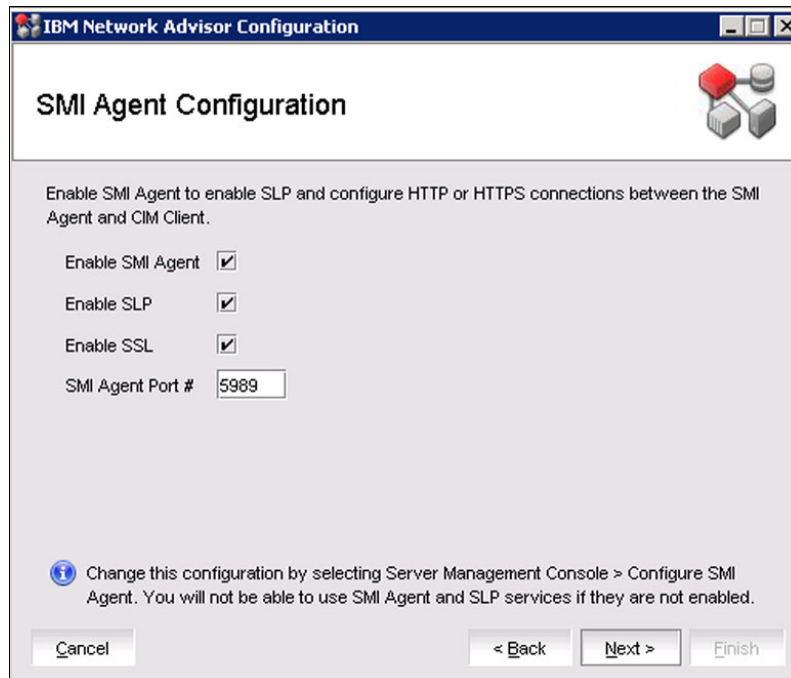 IBM Network Advisor Configuration
SMI Agent Configuration
Enable SMI Agent to enable SLP and configure HTTP or HTTPS connections between the SMI
Agent and CIM Client.
Enable SMI Agent
Enable SLP
Enable SSL
SMI Agent Port # 5989
Change this configuration by selecting Server Management Console > Configure SMI
Agent. You will not be able to use SMI Agent and SLP services if they are not enabled.
Cancel < Back Next > Finish